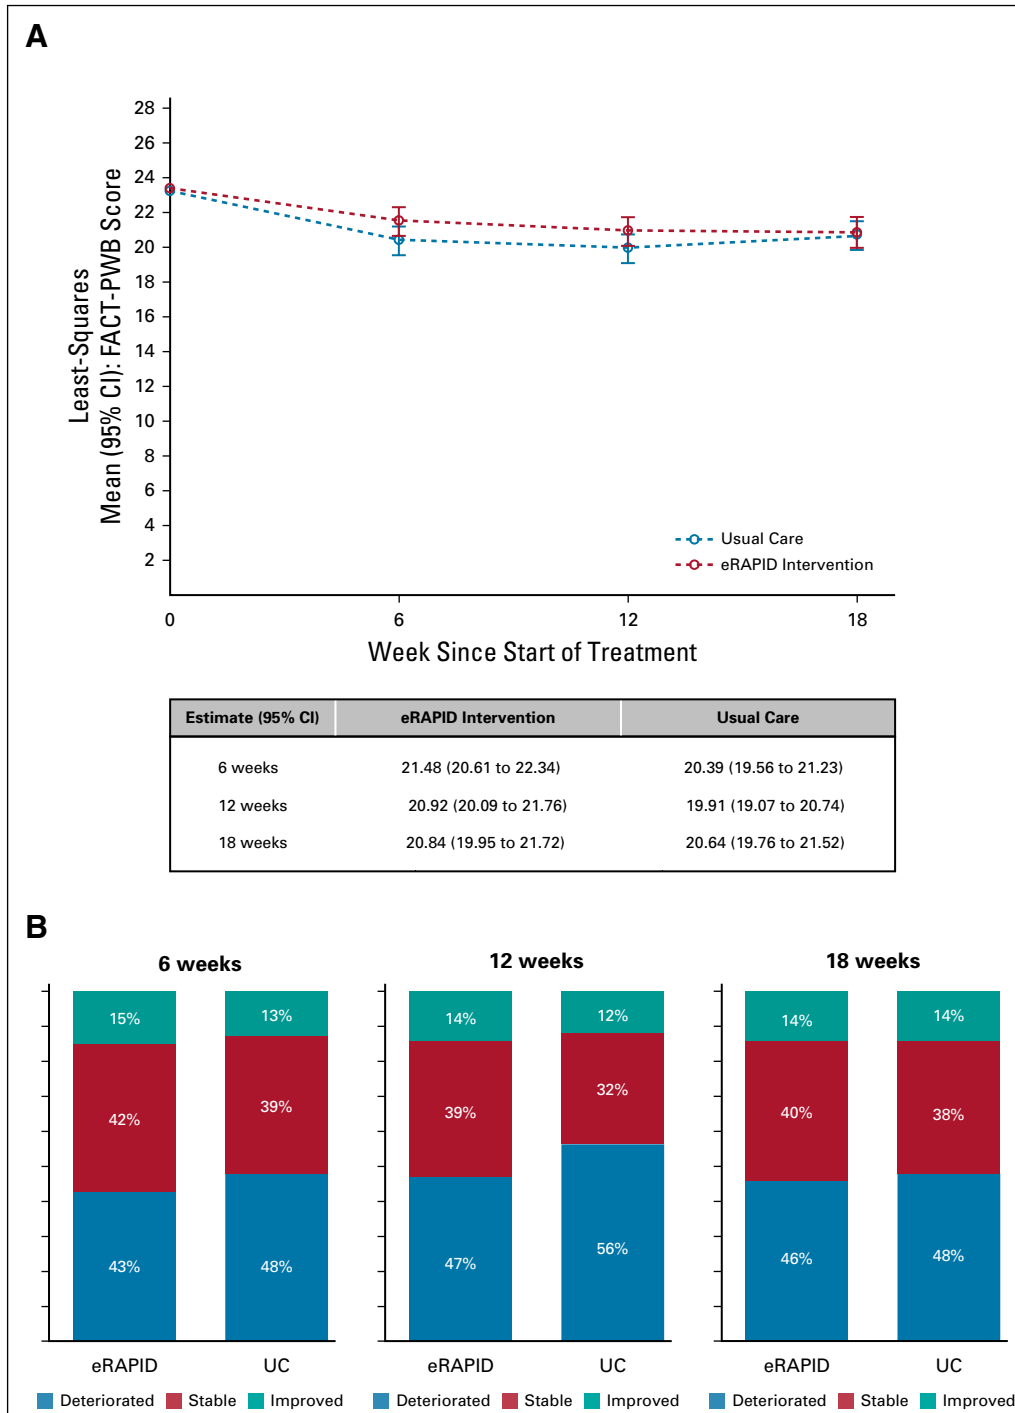 A
28
26
24
22
20
18
16
14
12
10
8
6
4
2
Least-Squares
Mean (95% CI): FACT-PWB Score
Usual Care
eRAPID Intervention
0 6 12 18
Week Since Start of Treatment
Estimate (95% CI) eRAPID Intervention Usual Care
6 weeks 21.48 (20.61 to 22.34) 20.39 (19.56 to 21.23)
12 weeks 20.92 (20.09 to 21.76) 19.91 (19.07 to 20.74)
18 weeks 20.84 (19.95 to 21.72) 20.64 (19.76 to 21.52)
B
6 weeks
15% 13%
42% 39%
43% 48%
eRAPID UC
Deteriorated Stable Improved
12 weeks
14% 12%
39% 32%
47% 56%
eRAPID UC
Deteriorated Stable Improved
18 weeks
14% 14%
40% 38%
46% 48%
eRAPID UC
Deteriorated Stable Improved